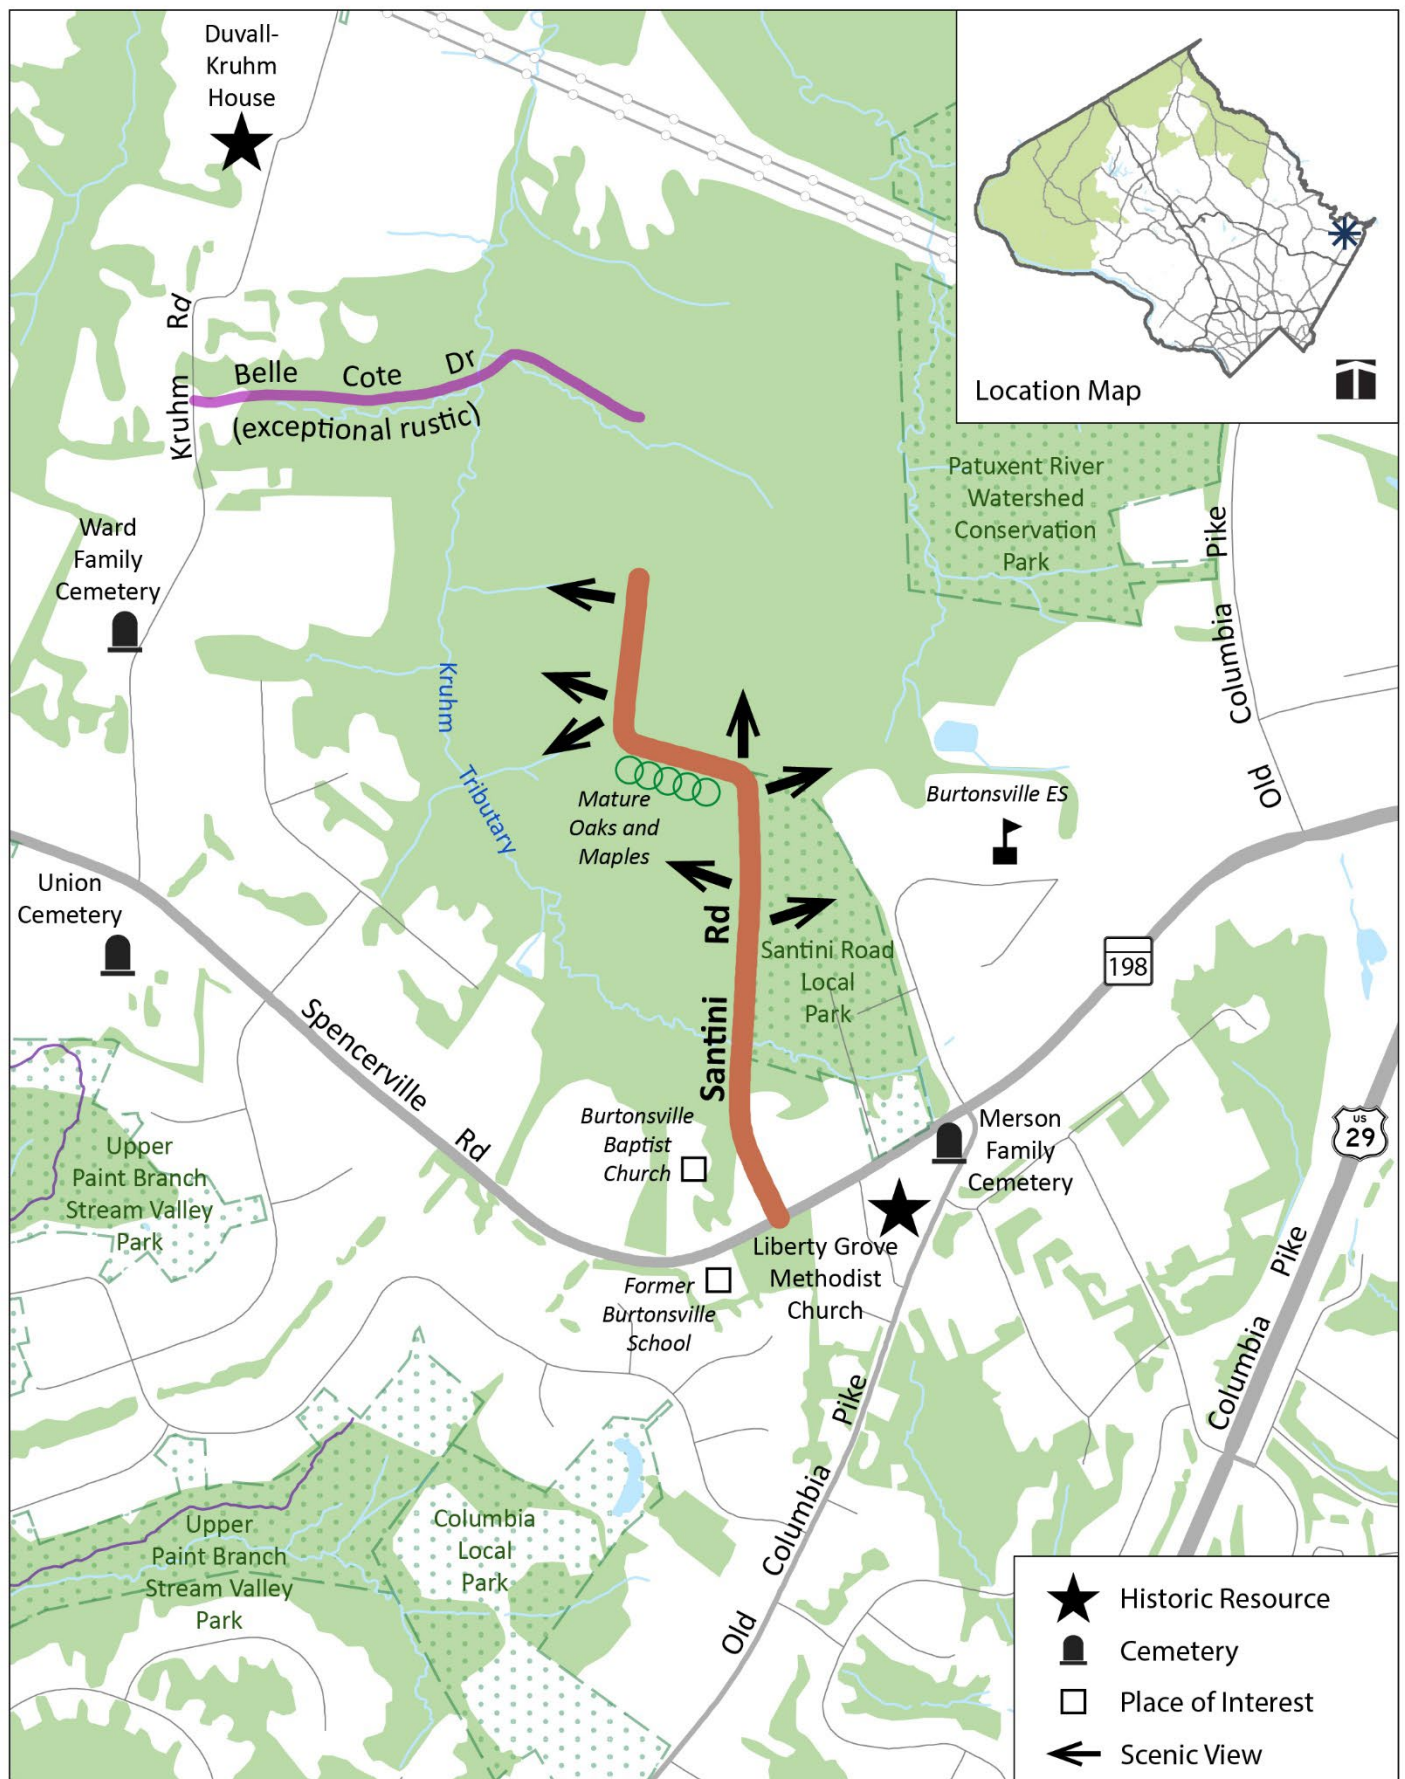 Duvall-
Kruhm
House
Location Map
Kruhm Rd
Belle Cote Dr
(exceptional rustic)
Patuxent River
Watershed
Conservation
Park
Old Columbia Pike
Ward
Family
Cemetery
Kruhm
Tributary
Mature
Oaks and
Maples
Burtonsville ES
Union
Cemetery
Santini Rd
Santini Road
Local
Park
198
Spencerville Rd
Burtonsville
Baptist
Church
Merson
Family
Cemetery
US
29
Upper
Paint Branch
Stream Valley
Park
Liberty Grove
Methodist
Church
Former
Burtonsville
School
Columbia Pike
Old Columbia Pike
Upper
Paint Branch
Stream Valley
Park
Columbia
Local
Park
Historic Resource
Cemetery
Place of Interest
Scenic View